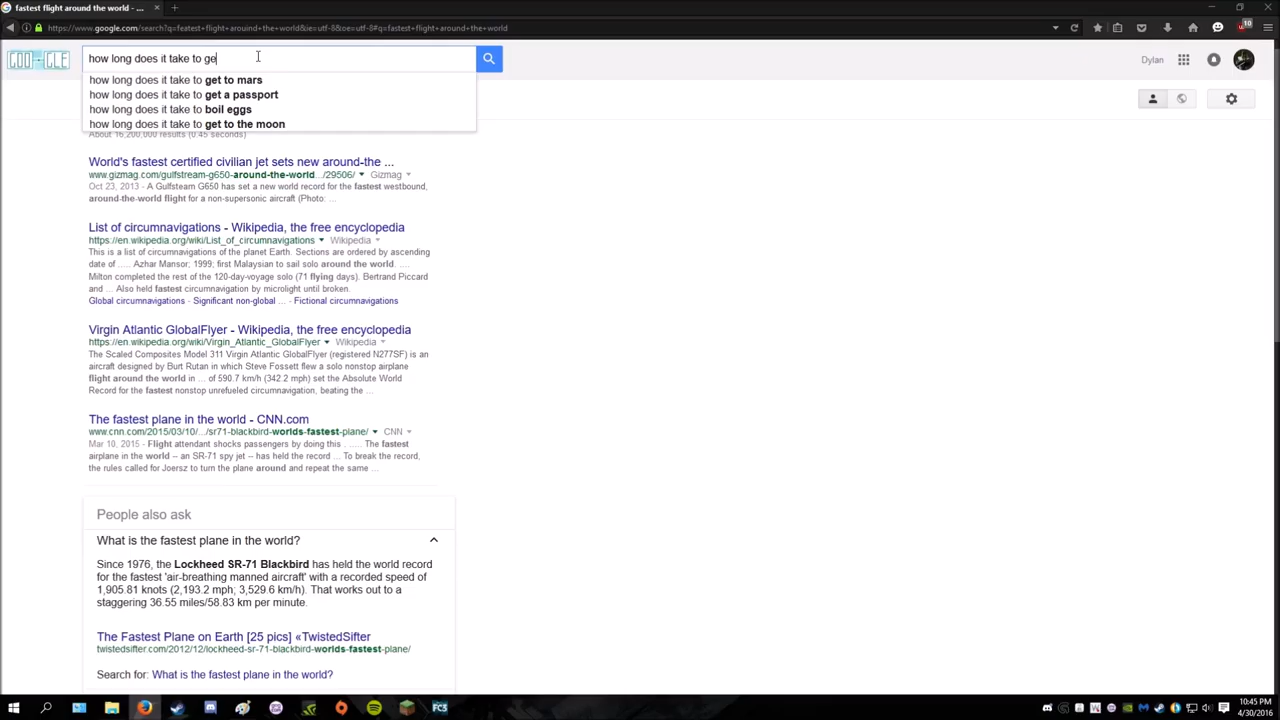 fastest flight around the world - ...
https://www.google.com/search?q=featest+flight+arouind+the+world&ie=utf-8&oe=utf-8#q=fastest+flight+around+the+world
10
GOO GLE
how long does it take to ge
Dylan
how long does it take to get to mars
how long does it take to get a passport
how long does it take to boil eggs
how long does it take to get to the moon
About 16,200,000 results (0.45 seconds)
World's fastest certified civilian jet sets new around-the ...
www.gizmag.com/gulfstream-g650-around-the-world.../29506/ Gizmag
Oct 23, 2013 - A Gulfsteam G650 has set a new world record for the fastest westbound,
around-the-world flight for a non-supersonic aircraft (Photo: ...
List of circumnavigations - Wikipedia, the free encyclopedia
https://en.wikipedia.org/wiki/List_of_circumnavigations Wikipedia
This is a list of circumnavigations of the planet Earth. Sections are ordered by ascending
date of ..... Azhar Mansor; 1999; first Malaysian to sail solo around the world. ....
Milton completed the rest of the 120-day-voyage solo (71 flying days). Bertrand Piccard
and ... Also held fastest circumnavigation by microlight until broken.
Global circumnavigations - Significant non-global ... - Fictional circumnavigations
Virgin Atlantic GlobalFlyer - Wikipedia, the free encyclopedia
https://en.wikipedia.org/wiki/Virgin_Atlantic_GlobalFlyer Wikipedia
The Scaled Composites Model 311 Virgin Atlantic GlobalFlyer (registered N277SF) is an
aircraft designed by Burt Rutan in which Steve Fossett flew a solo nonstop airplane
flight around the world in ... of 590.7 km/h (342.2 mph) set the Absolute World
Record for the fastest nonstop unrefueled circumnavigation, beating the ...
The fastest plane in the world - CNN.com
www.cnn.com/2015/03/10/.../sr71-blackbird-worlds-fastest-plane/ CNN
Mar 10, 2015 - Flight attendant shocks passengers by doing this ...... The fastest
airplane in the world -- an SR-71 spy jet -- has held the record ... To break the record,
the rules called for Joersz to turn the plane around and repeat the same ...
People also ask
What is the fastest plane in the world?
Since 1976, the Lockheed SR-71 Blackbird has held the world record
for the fastest 'air-breathing manned aircraft' with a recorded speed of
1,905.81 knots (2,193.2 mph; 3,529.6 km/h). That works out to a
staggering 36.55 miles/58.83 km per minute.
The Fastest Plane on Earth [25 pics] «TwistedSifter
twistedsifter.com/2012/12/lockheed-sr-71-blackbird-worlds-fastest-plane/
Search for: What is the fastest plane in the world?
FC3
10:45 PM
4/30/2016